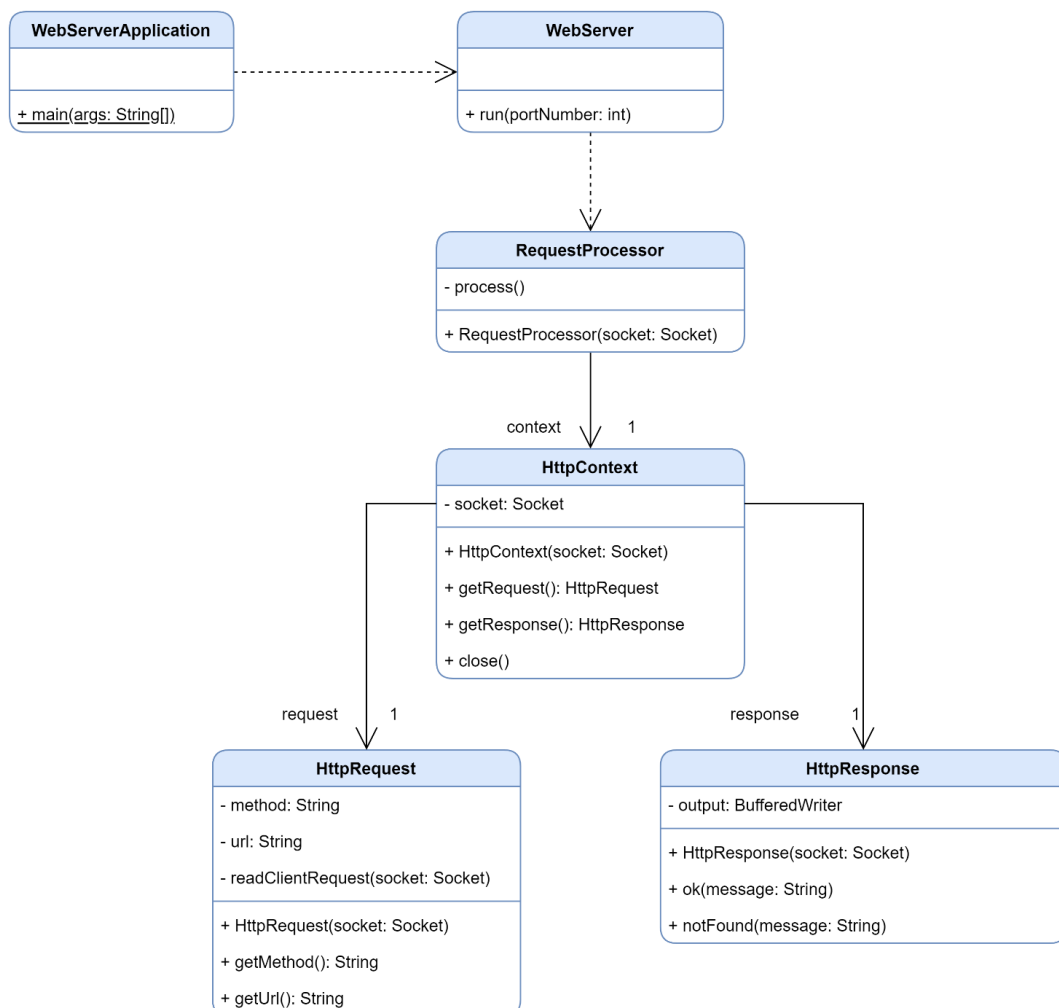 WebServerApplication
+ main(args: String[])
WebServer
+ run(portNumber: int)
RequestProcessor
- process()
+ RequestProcessor(socket: Socket)
context 1
HttpContext
- socket: Socket
+ HttpContext(socket: Socket)
+ getRequest(): HttpRequest
+ getResponse(): HttpResponse
+ close()
request 1
response 1
HttpRequest
- method: String
- url: String
- readClientRequest(socket: Socket)
+ HttpRequest(socket: Socket)
+ getMethod(): String
+ getUrl(): String
HttpResponse
- output: BufferedWriter
+ HttpResponse(socket: Socket)
+ ok(message: String)
+ notFound(message: String)